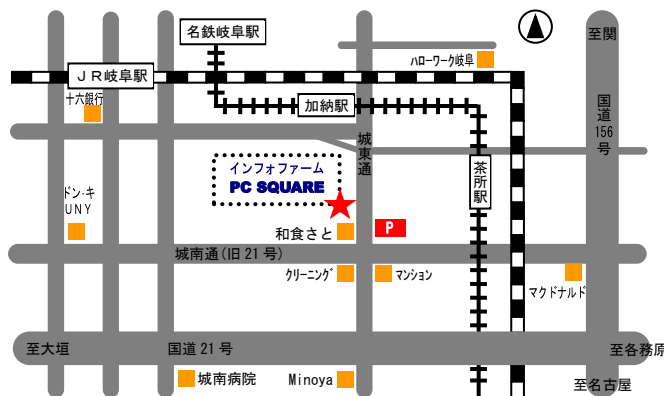 名鉄岐阜駅
至関
ハローワーク岐阜
JR岐阜駅
十六銀行
加納駅
国道
156
号
城東通
インフォファーム
PC SQUARE
茶所駅
ドン・キ
UNY
和食さと
P
城南通(旧21号)
クリーニング
マンション
マクドナルド
至大垣
国道21号
至各務原
城南病院
Minoya
至名古屋